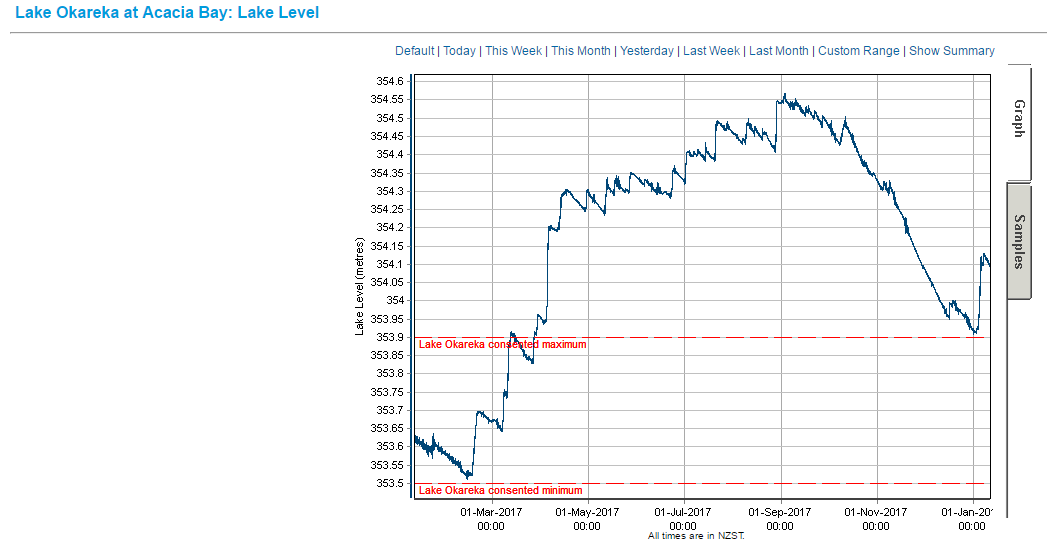 Lake Okareka at Acacia Bay: Lake Level
Default | Today | This Week | This Month | Yesterday | Last Week | Last Month | Custom Range | Show Summary
Graph
Samples
Lake Level (metres)
354.6
354.55
354.5
354.45
354.4
354.35
354.3
354.25
354.2
354.15
354.1
354.05
354
353.95
353.9
Lake Okareka consented maximum
353.85
353.8
353.75
353.7
353.65
353.6
353.55
353.5
Lake Okareka consented minimum
01-Mar-2017 01-May-2017 01-Jul-2017 01-Sep-2017 01-Nov-2017 01-Jan-20
00:00 00:00 00:00 00:00 00:00 00:00
All times are in NZST.